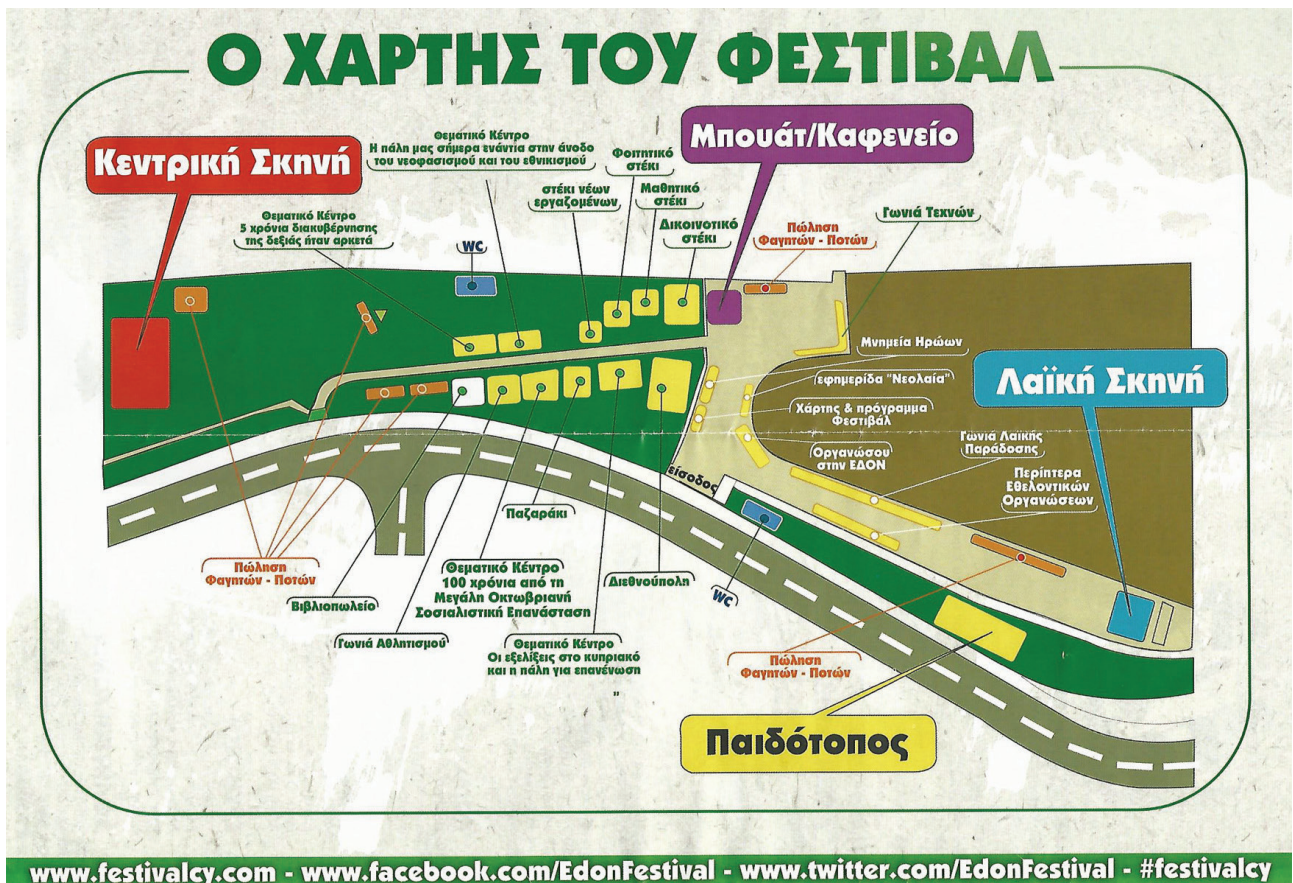 Ο ΧΑΡΤΗΣ ΤΟΥ ΦΕΣΤΙΒΑΛ
Κεντρική Σκηνή
Θεματικό Κέντρο
Η πάλη μας σήμερα ενάντια στην άνοδο
του νεοφασισμού και του εθνικισμού
Φοιτητικό
στέκι
Μπουάτ/Καφενείο
στέκι νέων
εργαζομένων
Μαθητικό
στέκι
Θεματικό Κέντρο
5 χρόνια διακυβέρνησης
της δεξιάς ήταν αρκετά
WC
Δικοινοτικό
στέκι
Πώληση
Φαγητών - Ποτών
Γωνιά Τεχνών
Μνημεία Ηρώων
εφημερίδα "Νεολαία"
Λαϊκή Σκηνή
Χάρτης & πρόγραμμα
Φεστιβάλ
Οργανώσου
στην ΕΔΟΝ
Γωνιά Λαϊκής
Παράδοσης
Περίπτερα
Εθελοντικών
Οργανώσεων
είσοδος
Παζαράκι
Πώληση
Φαγητών - Ποτών
Βιβλιοπωλείο
Θεματικό Κέντρο
100 χρόνια από τη
Μεγάλη Οκτωβριανή
Σοσιαλιστική Επανάσταση
Διεθνούπολη
WC
Γωνιά Αθλητισμού
Θεματικό Κέντρο
Οι εξελίξεις στο κυπριακό
και η πάλη για επανένωση
"
Πώληση
Φαγητών - Ποτών
Παιδότοπος
www.festivalcy.com - www.facebook.com/EdonFestival - www.twitter.com/EdonFestival - #festivalcy